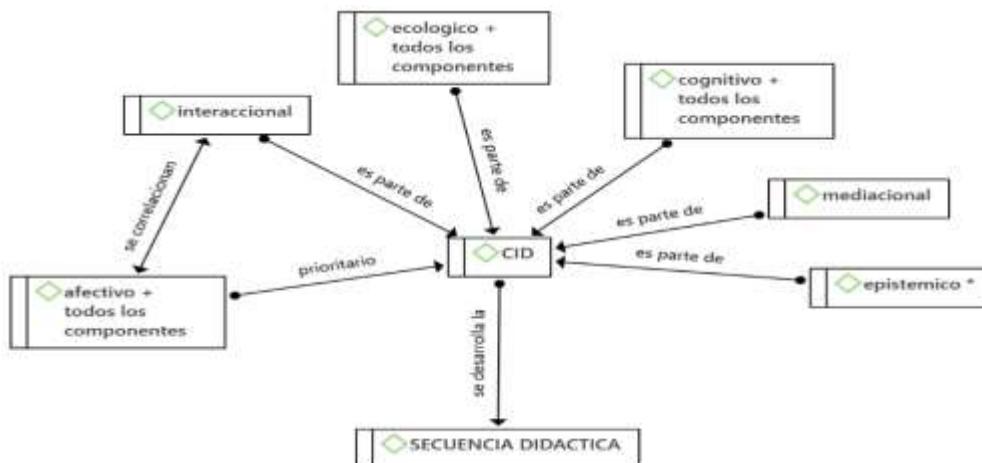 ecologico +
todos los
componentes
cognitivo +
todos los
componentes
interaccional
es parte de
es parte de
es parte de
mediacional
es parte de
se correlacionan
CID
es parte de
epistemico *
prioritario
afectivo +
todos los
componentes
se desarrolla la
SECUENCIA DIDACTICA